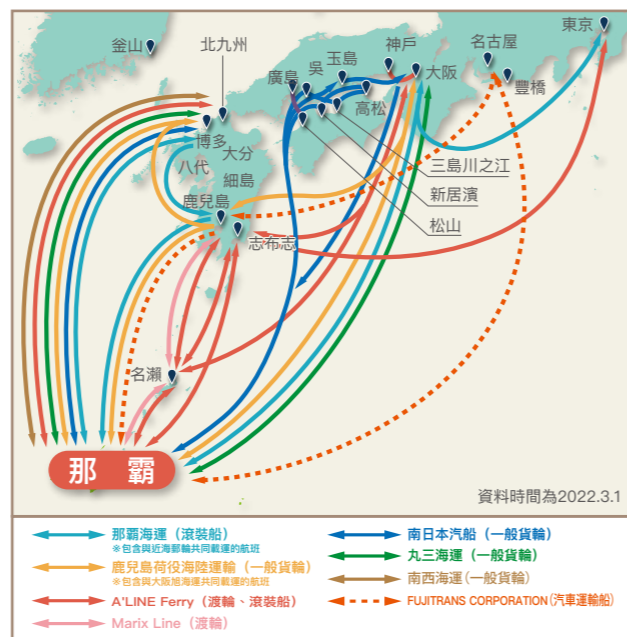 東京
名古屋
神戶
北九州
玉島
釜山
吳
大阪
廣島
豐橋
高松
博多
大分
三島川之江
八代
細島
新居濱
鹿兒島
松山
志布志
名瀨
那霸
資料時間為2022.3.1
那霸海運（滾裝船）
※包含與近海郵輪共同載運的航班
鹿兒島荷役海陸運輸（一般貨輪）
※包含與大阪旭海運共同載運的航班
A'LINE Ferry（渡輪、滾裝船）
Marix Line（渡輪）
南日本汽船（一般貨輪）
九三海運（一般貨輪）
南西海運(一般貨輪）
FUJITRANS CORPORATION(汽車運輸船）